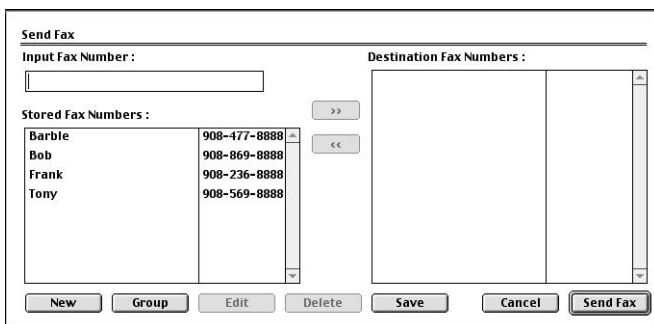 Send Fax
Input Fax Number :
Destination Fax Numbers :
>>
Stored Fax Numbers :
<<
Barble 908-477-8888
Bob 908-869-8888
Frank 908-236-8888
Tony 908-569-8888
New Group Edit Delete Save Cancel Send Fax